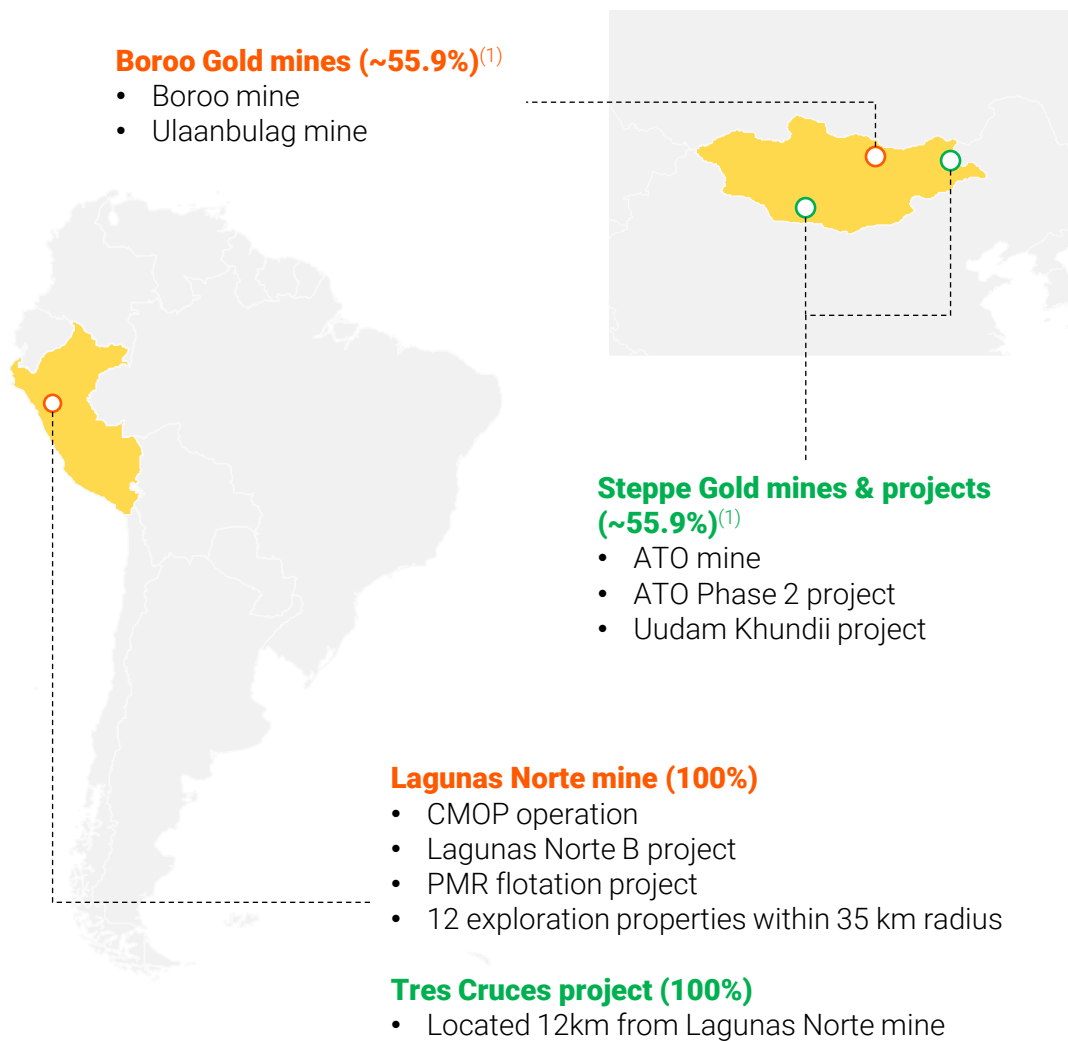 Boroo Gold mines (~55.9%)(1)
• Boroo mine
• Ulaanbulag mine
Steppe Gold mines & projects
(~55.9%)(1)
• ATO mine
• ATO Phase 2 project
• Uudam Khundii project
Lagunas Norte mine (100%)
• CMOP operation
• Lagunas Norte B project
• PMR flotation project
• 12 exploration properties within 35 km radius
Tres Cruces project (100%)
• Located 12km from Lagunas Norte mine